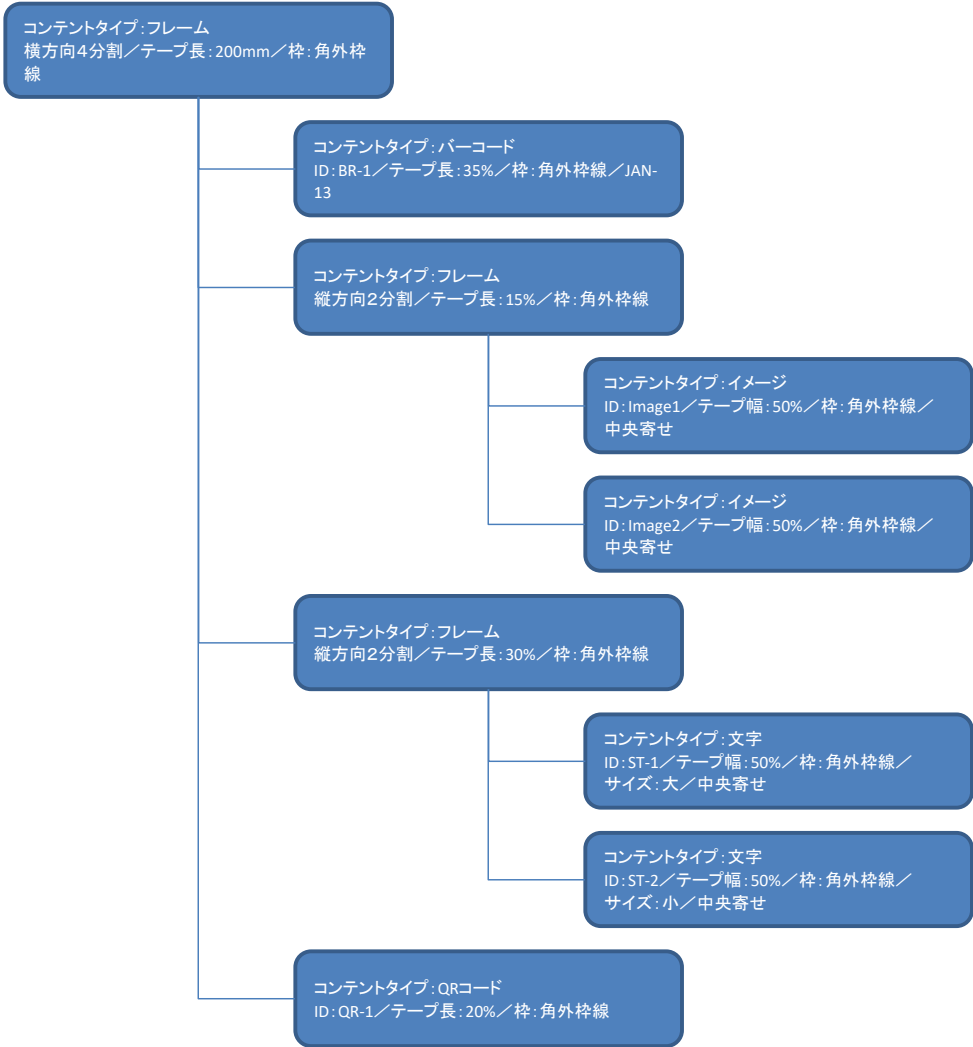 コンテントタイプ:フレーム
横方向4分割／テープ長:200mm／枠:角外枠
線
コンテントタイプ:バーコード
ID:BR-1／テープ長:35%／枠:角外枠線／JAN-
13
コンテントタイプ:フレーム
縦方向２分割／テープ長:15%／枠:角外枠線
コンテントタイプ:イメージ
ID:Image1／テープ幅:50%／枠:角外枠線／
中央寄せ
コンテントタイプ:イメージ
ID:Image2／テープ幅:50%／枠:角外枠線／
中央寄せ
コンテントタイプ:フレーム
縦方向２分割／テープ長:30%／枠:角外枠線
コンテントタイプ:文字
ID:ST-1／テープ幅:50%／枠:角外枠線／
サイズ:大／中央寄せ
コンテントタイプ:文字
ID:ST-2／テープ幅:50%／枠:角外枠線／
サイズ:小／中央寄せ
コンテントタイプ:QRコード
ID:QR-1／テープ長:20%／枠:角外枠線